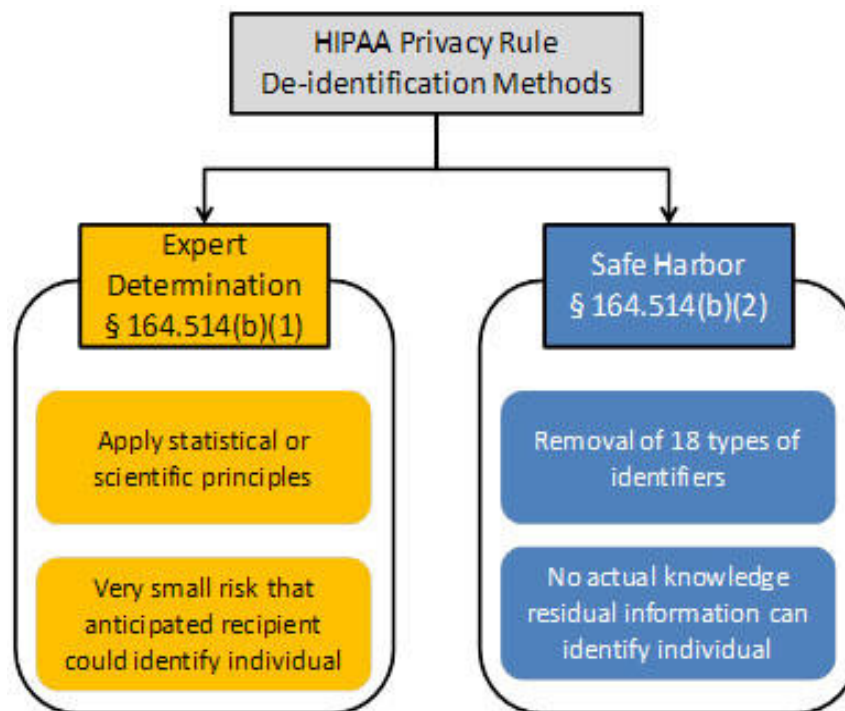 HIPAA Privacy Rule
De-identification Methods
Expert
Determination
§ 164.514(b)(1)
Apply statistical or
scientific principles
Very small risk that
anticipated recipient
could identify individual
Safe Harbor
§ 164.514(b)(2)
Removal of 18 types of
identifiers
No actual knowledge
residual information can
identify individual